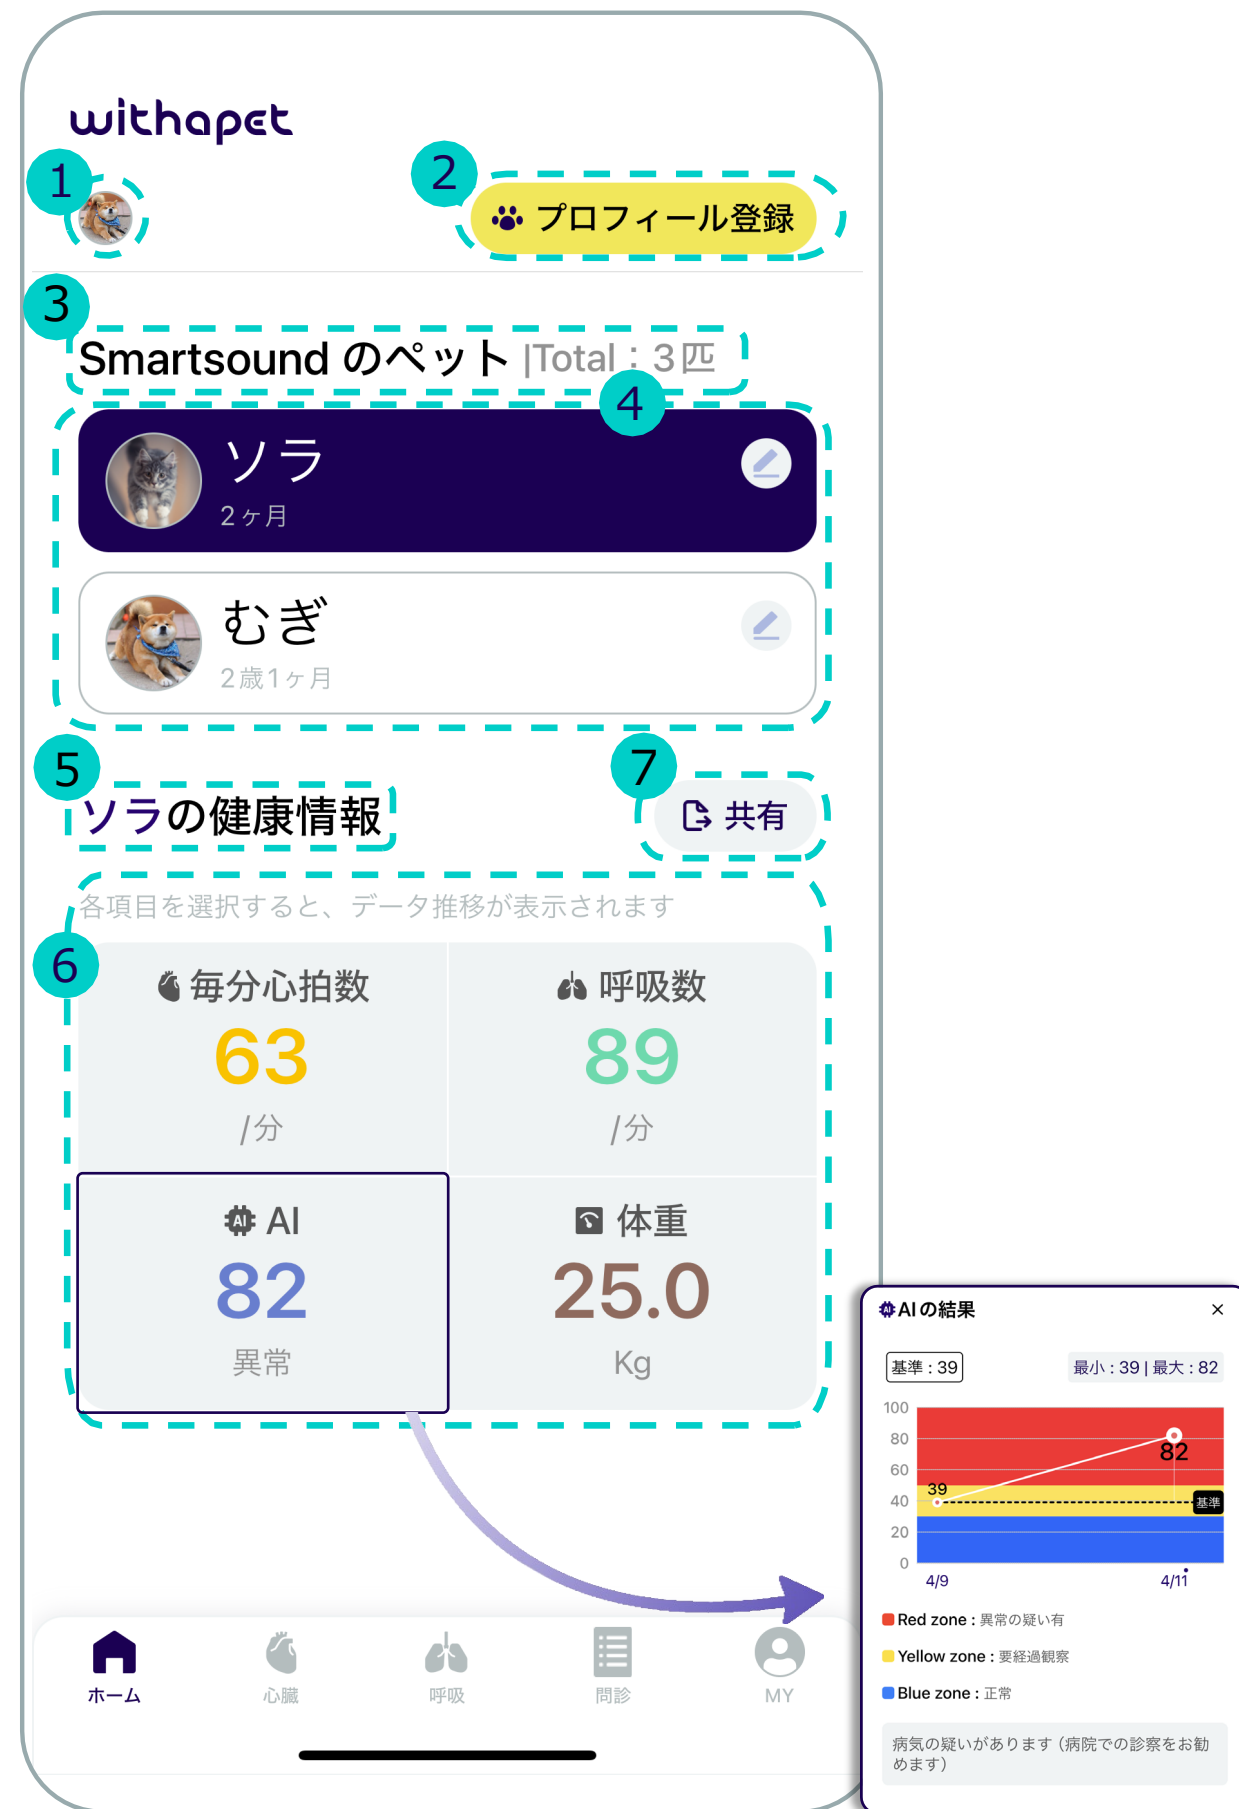 withapet
1
2
プロフィール登録
3
Smartsound のペット |Total : 3匹
4
ソラ
2ヶ月
むぎ
2歳1ヶ月
5
ソラの健康情報
7
共有
各項目を選択すると、データ推移が表示されます
6
毎分心拍数
63
/分
呼吸数
89
/分
AI
AI
82
異常
体重
25.0
Kg
ホーム
心臓
呼吸
問診
MY
AI
AIの結果
×
基準 : 39
最小 : 39 | 最大 : 82
100
80
60
40
20
0
39
82
基準
4/9
4/11
Red zone : 異常の疑い有
Yellow zone : 要経過観察
Blue zone : 正常
病気の疑いがあります（病院での診察をお勧
めます）